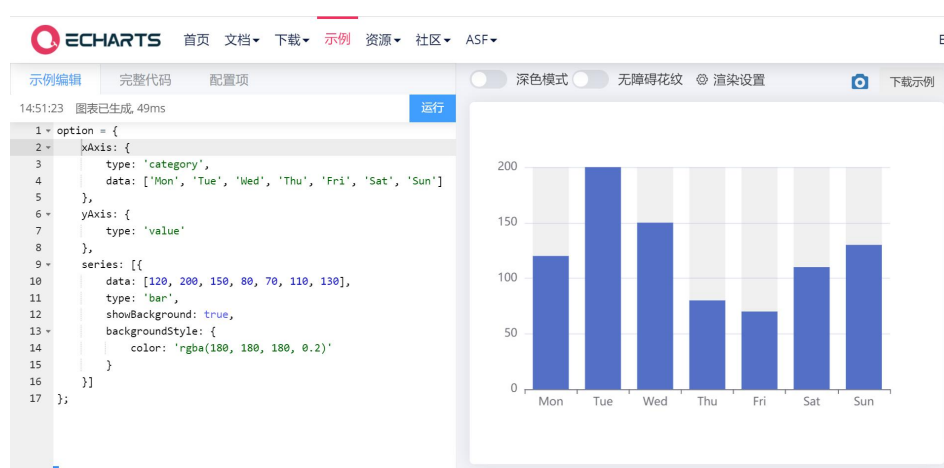 ECHARTS 首页 文档 下载 示例 资源 社区 ASF E
示例编辑 完整代码 配置项
14:51:23 图表已生成, 49ms 运行
1 option = {
2 xAxis: {
3 type: 'category',
4 data: ['Mon', 'Tue', 'Wed', 'Thu', 'Fri', 'Sat', 'Sun']
5 },
6 yAxis: {
7 type: 'value'
8 },
9 series: [{
10 data: [120, 200, 150, 80, 70, 110, 130],
11 type: 'bar',
12 showBackground: true,
13 backgroundStyle: {
14 color: 'rgba(180, 180, 180, 0.2)'
15 }
16 }]
17 };
深色模式 无障碍花纹 渲染设置 下载示例
200
150
100
50
0
Mon Tue Wed Thu Fri Sat Sun